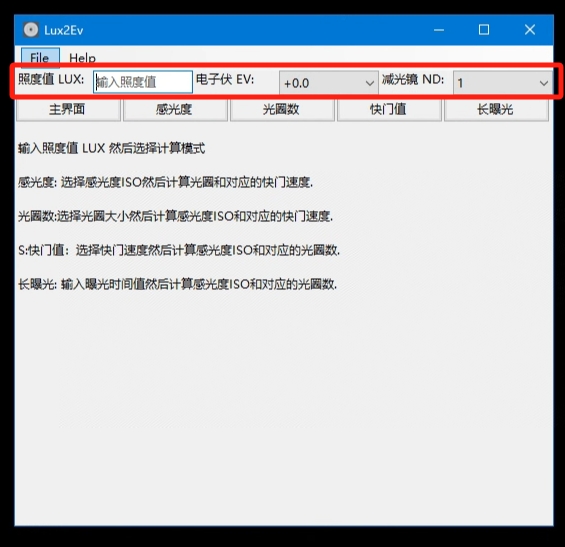 Lux2Ev
File Help
照度值 LUX: 输入照度值 电子伏 EV: +0.0 减光镜 ND: 1
主界面 感光度 光圈数 快门值 长曝光
输入照度值 LUX 然后选择计算模式
感光度: 选择感光度ISO然后计算光圈和对应的快门速度.
光圈数:选择光圈大小然后计算感光度ISO和对应的快门速度.
S:快门值: 选择快门速度然后计算感光度ISO和对应的光圈数.
长曝光: 输入曝光时间值然后计算感光度ISO和对应的光圈数.